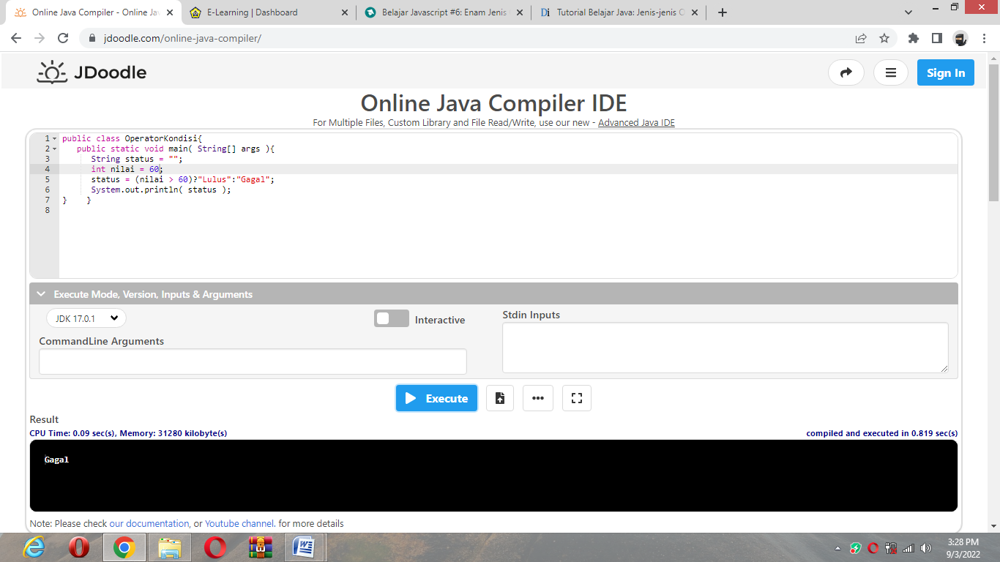 Online Java Compiler - Online Ja
E-Learning | Dashboard
Belajar Javascript #6: Enam Jenis
Di Tutorial Belajar Java: Jenis-jenis O
jdoodle.com/online-java-compiler/
JDoodle
Sign In
Online Java Compiler IDE
For Multiple Files, Custom Library and File Read/Write, use our new - Advanced Java IDE
1 public class OperatorKondisi{
2 public static void main( String[] args ){
3 String status = "";
4 int nilai = 60;
5 status = (nilai > 60)?"Lulus":"Gagal";
6 System.out.println( status );
7 } }
8
Execute Mode, Version, Inputs & Arguments
JDK 17.0.1
Interactive
Stdin Inputs
CommandLine Arguments
Execute
Result
CPU Time: 0.09 sec(s), Memory: 31280 kilobyte(s)
compiled and executed in 0.819 sec(s)
Gagal
Note: Please check our documentation, or Youtube channel. for more details
3:28 PM
9/3/2022